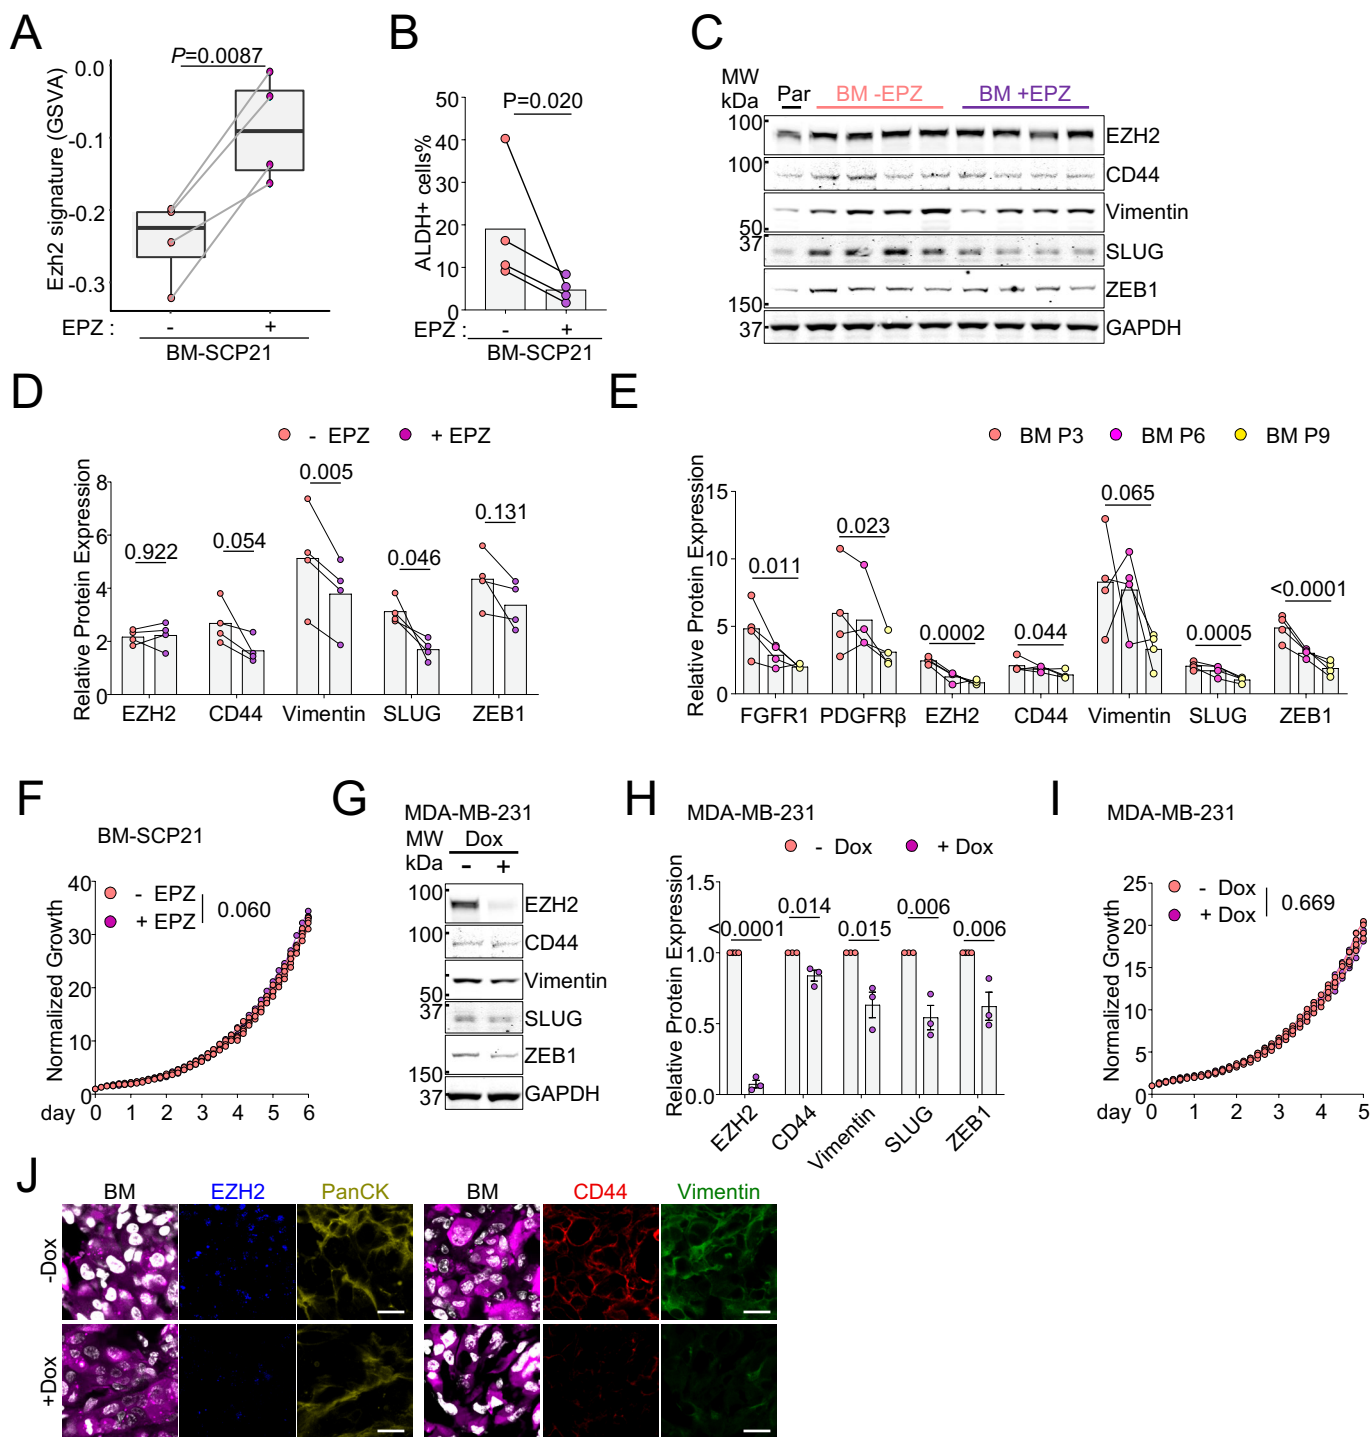 A
P=0.0087
Ezh2 signature (GSVA)
0.0
-0.1
-0.2
-0.3
EPZ :
-
+
BM-SCP21
B
P=0.020
ALDH+ cells%
50
40
30
20
10
0
EPZ :
-
+
BM-SCP21
C
MW
kDa
Par
BM -EPZ
BM +EPZ
100
EZH2
100
CD44
Vimentin
50
37
SLUG
ZEB1
150
37
GAPDH
D
- EPZ
+ EPZ
Relative Protein Expression
8
6
4
2
0
0.922
0.054
0.005
0.046
0.131
EZH2
CD44
Vimentin
SLUG
ZEB1
E
BM P3
BM P6
BM P9
Relative Protein Expression
15
10
5
0
0.011
0.023
0.0002
0.044
0.065
0.0005
<0.0001
FGFR1
PDGFRβ
EZH2
CD44
Vimentin
SLUG
ZEB1
F
BM-SCP21
- EPZ
+ EPZ
0.060
Normalized Growth
40
30
20
10
0
day
0 1 2 3 4 5 6
G
MDA-MB-231
MW
kDa
Dox
- +
100
EZH2
100
CD44
Vimentin
50
37
SLUG
ZEB1
150
37
GAPDH
H
MDA-MB-231
- Dox
+ Dox
Relative Protein Expression
1.5
1.0
0.5
0.0
<0.0001
0.014
0.015
0.006
0.006
EZH2
CD44
Vimentin
SLUG
ZEB1
I
MDA-MB-231
- Dox
+ Dox
0.669
Normalized Growth
25
20
15
10
5
0
day
0 1 2 3 4 5
J
BM
EZH2
PanCK
BM
CD44
Vimentin
-Dox
+Dox